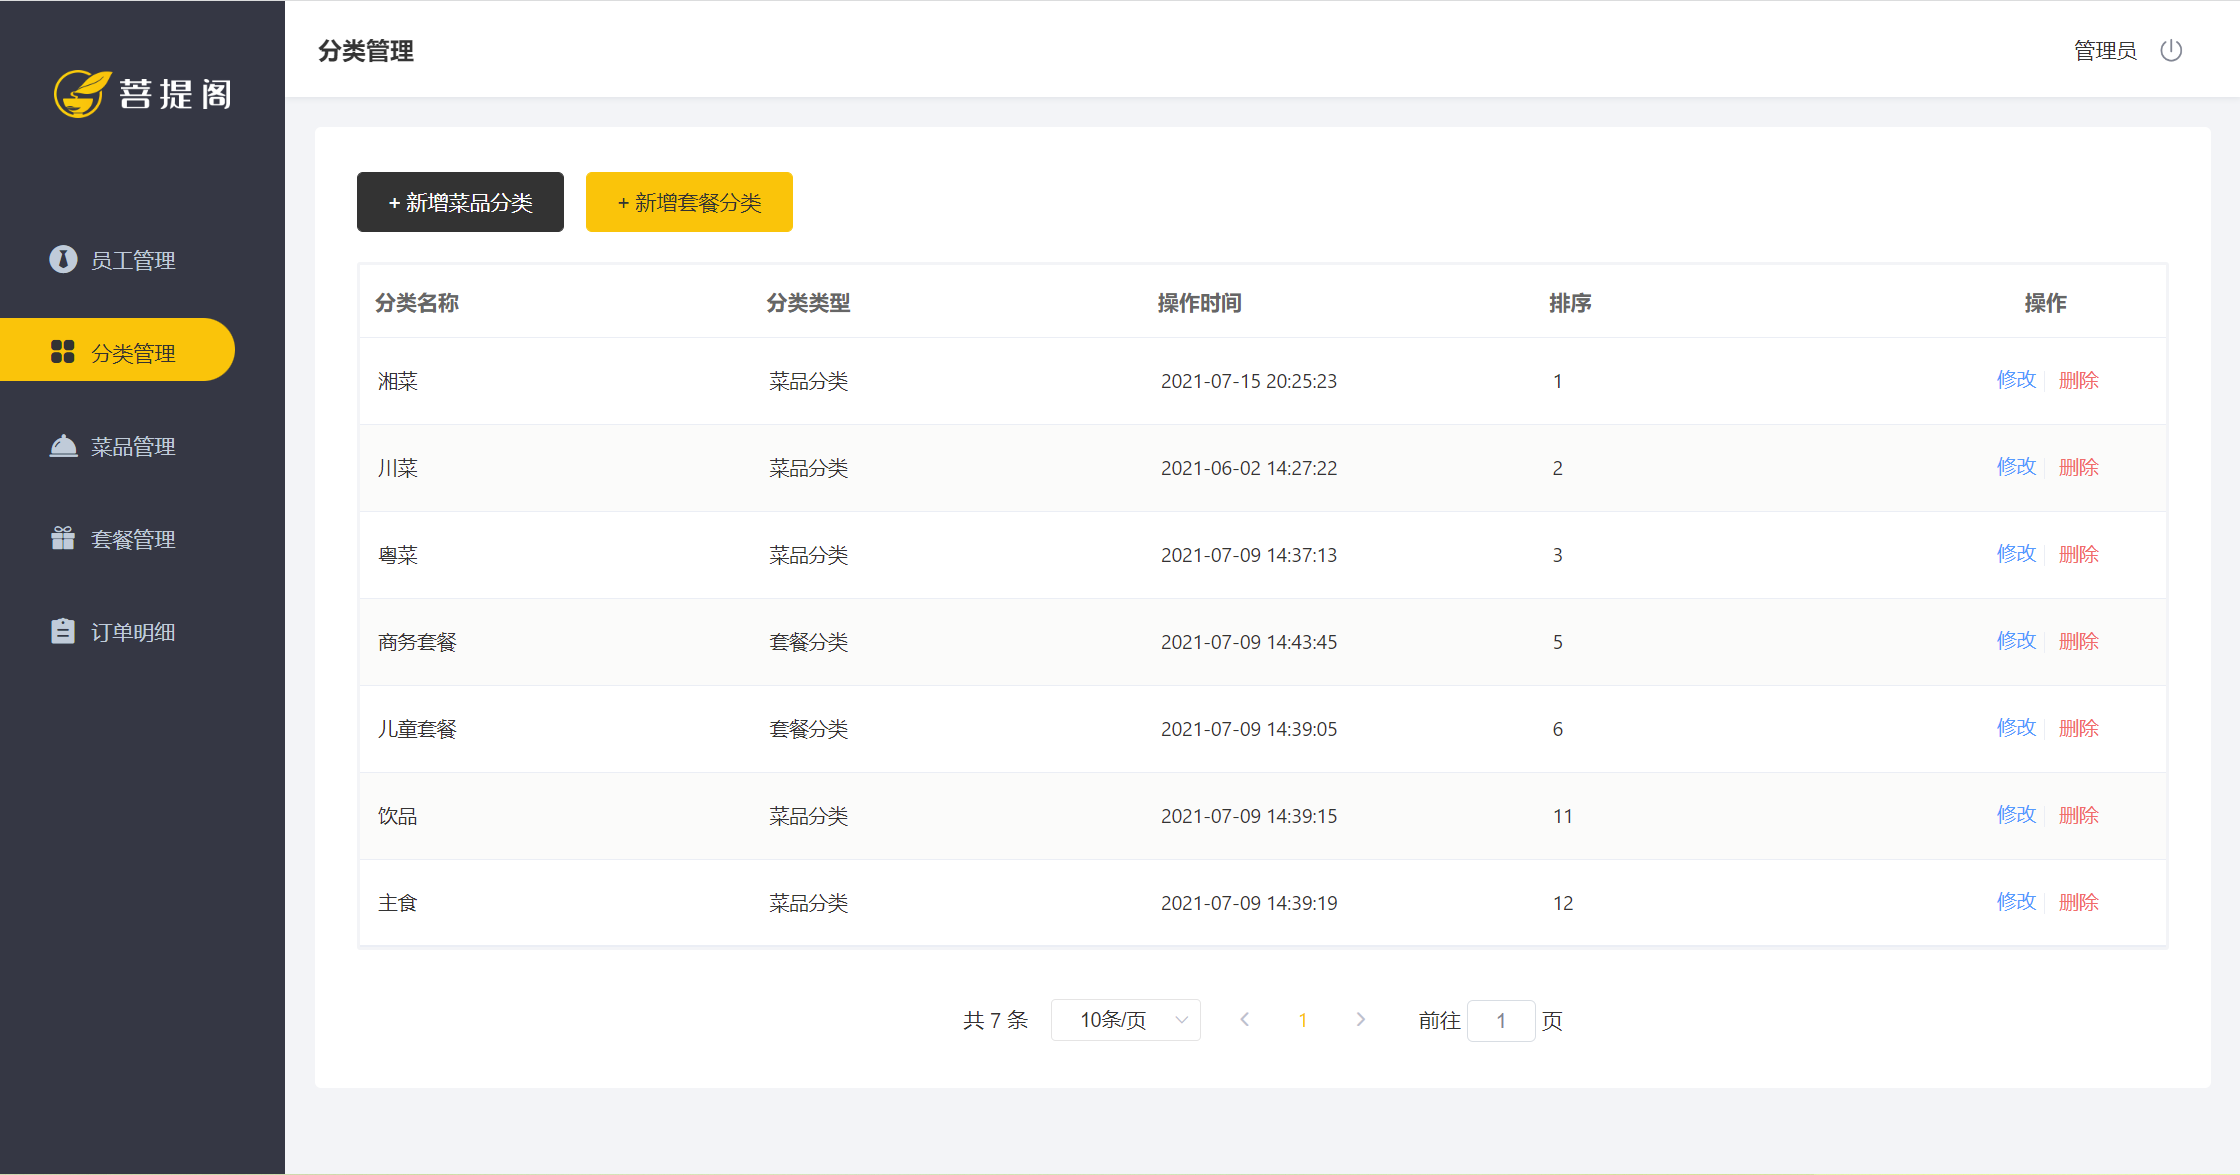 菩提阁
分类管理
管理员
员工管理
分类管理
菜品管理
套餐管理
订单明细
+ 新增菜品分类
+ 新增套餐分类
分类名称 分类类型 操作时间 排序 操作
湘菜 菜品分类 2021-07-15 20:25:23 1 修改 删除
川菜 菜品分类 2021-06-02 14:27:22 2 修改 删除
粤菜 菜品分类 2021-07-09 14:37:13 3 修改 删除
商务套餐 套餐分类 2021-07-09 14:43:45 5 修改 删除
儿童套餐 套餐分类 2021-07-09 14:39:05 6 修改 删除
饮品 菜品分类 2021-07-09 14:39:15 11 修改 删除
主食 菜品分类 2021-07-09 14:39:19 12 修改 删除
共 7 条 10条/页 1 前往 1 页